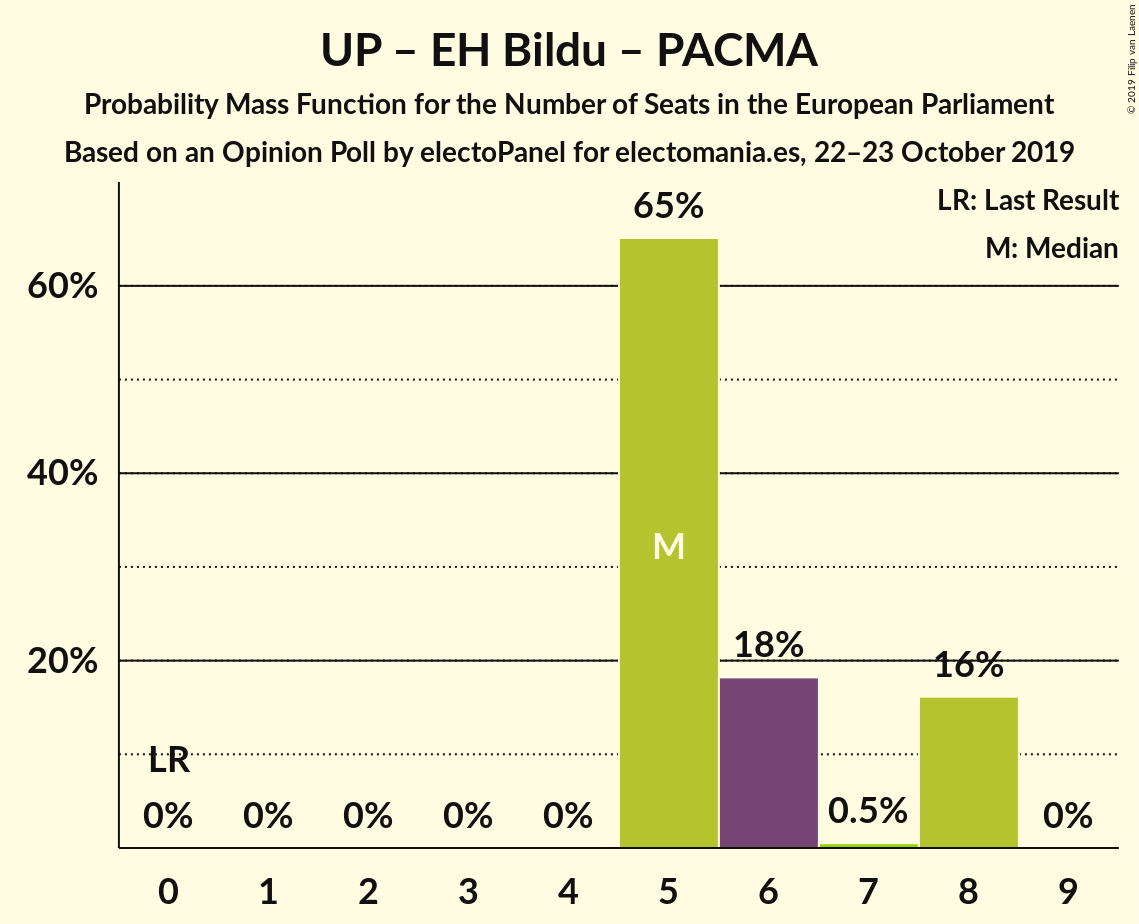 UP – EH Bildu – PACMA
Probability Mass Function for the Number of Seats in the European Parliament
Based on an Opinion Poll by electoPanel for electomania.es, 22–23 October 2019
© 2019 Filip van Laenen
LR: Last Result
M: Median
65%
60%
40%
M
18%
20%
16%
LR
0% 0% 0% 0% 0% 0.5% 0%
0 1 2 3 4 5 6 7 8 9